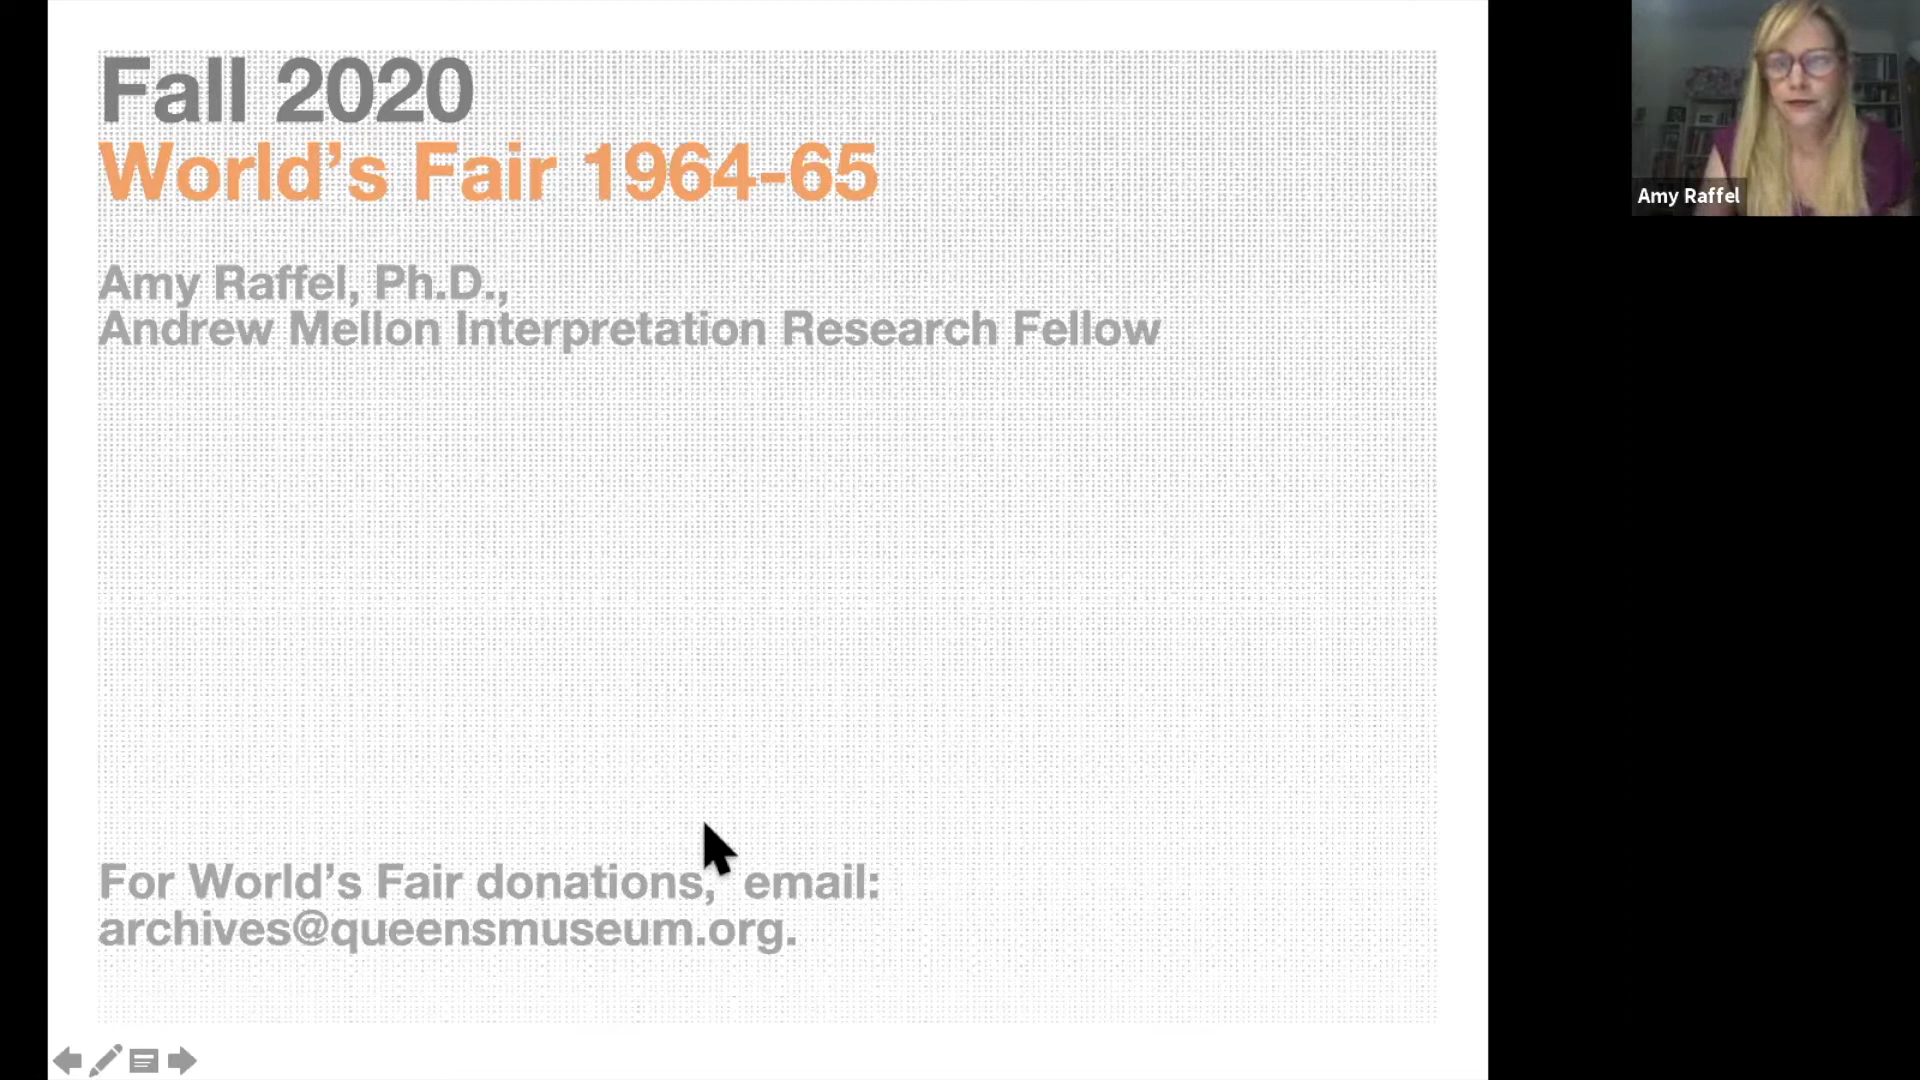 Fall 2020
World’s Fair 1964-65
Amy Raffel, Ph.D.,
Andrew Mellon Interpretation Research Fellow
For World’s Fair donations, email:
archives@queensmuseum.org.
Amy Raffel